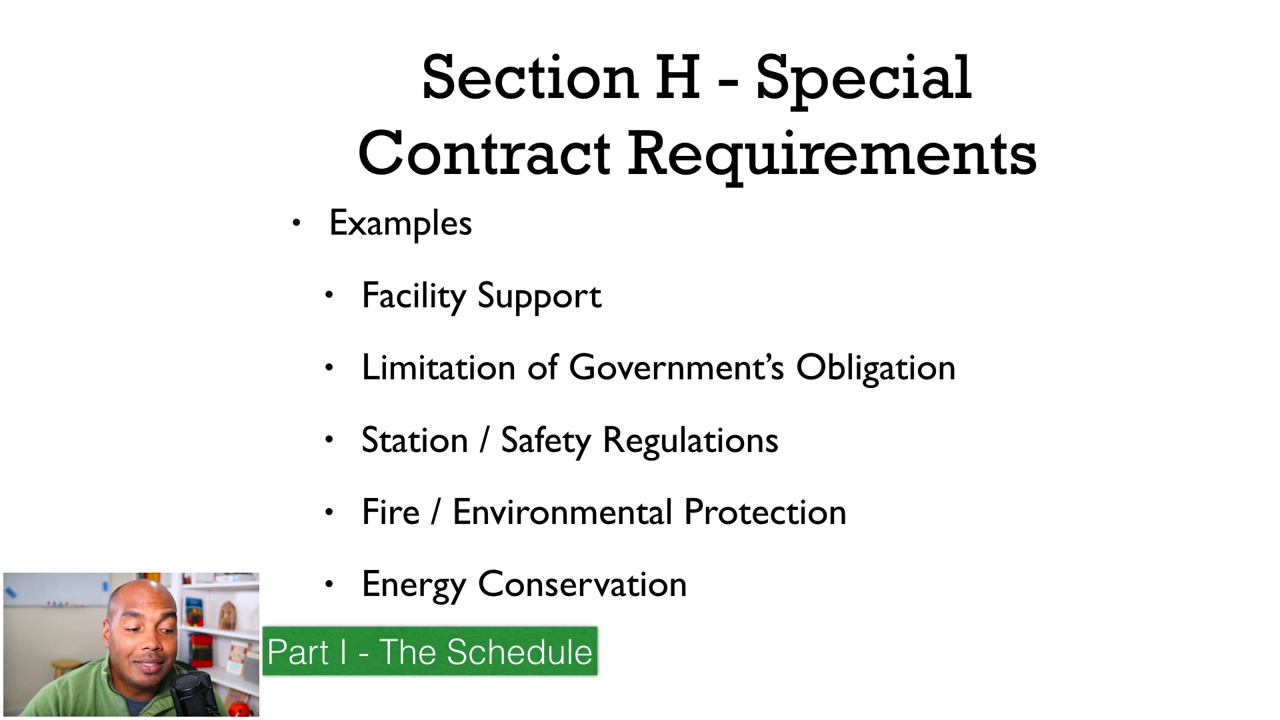 Section H - Special
Contract Requirements
• Examples
• Facility Support
• Limitation of Government’s Obligation
• Station / Safety Regulations
• Fire / Environmental Protection
• Energy Conservation
Part I - The Schedule